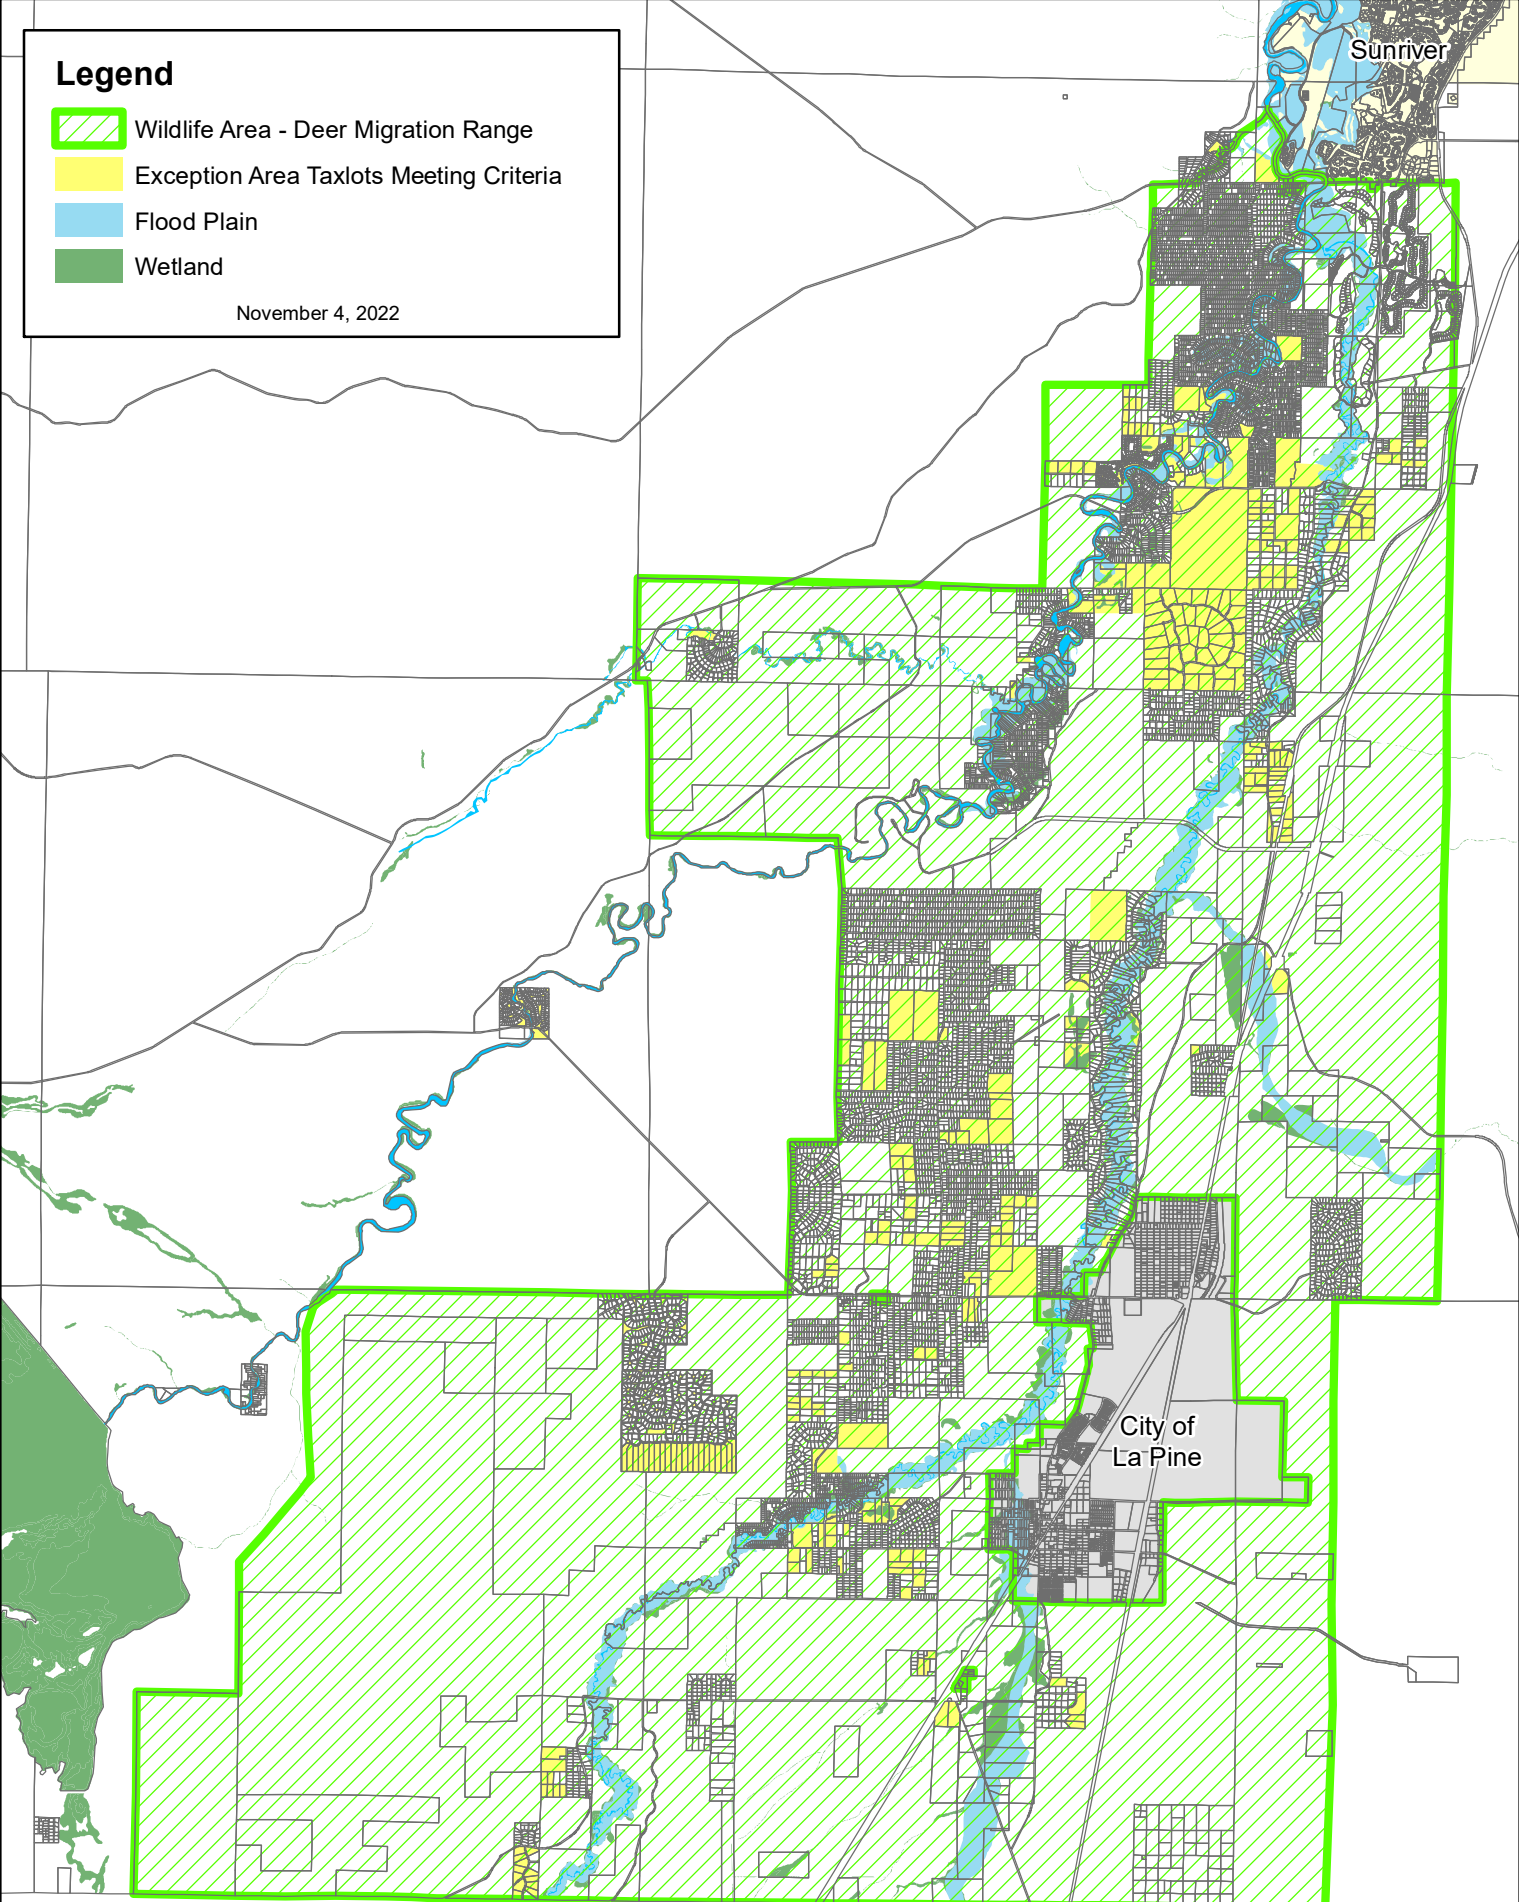 Legend
Wildlife Area - Deer Migration Range
Exception Area Taxlots Meeting Criteria
Flood Plain
Wetland
November 4, 2022
Sunriver
City of
La Pine